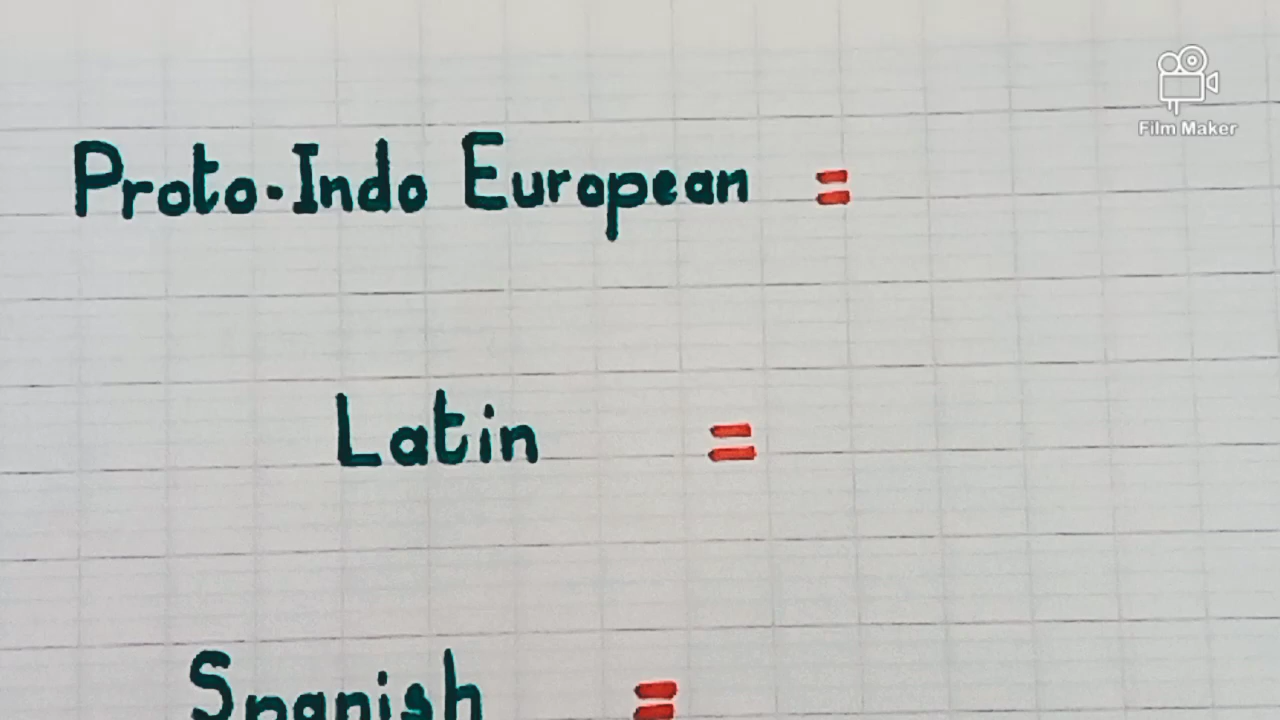 Film Maker
Proto-Indo European =
Latin =
Spanish =